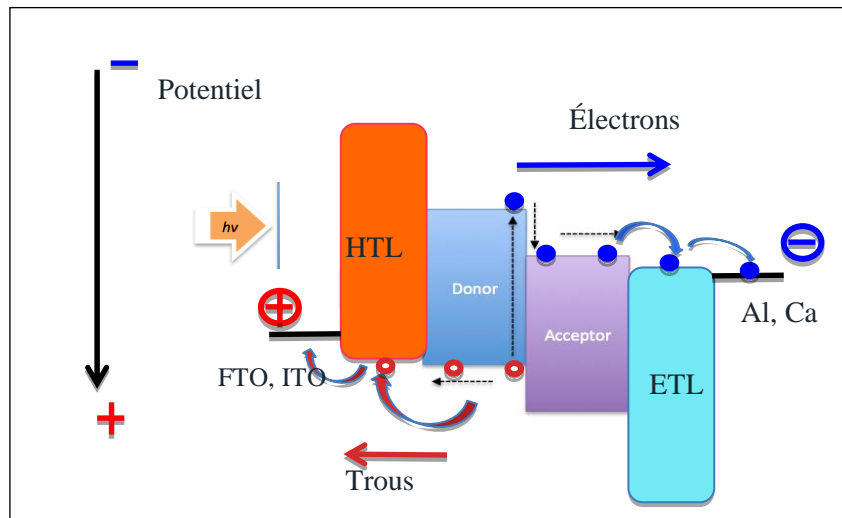 Potentiel
Électrons
hv
HTL
Donor
Acceptor
Al, Ca
FTO, ITO
ETL
Trous